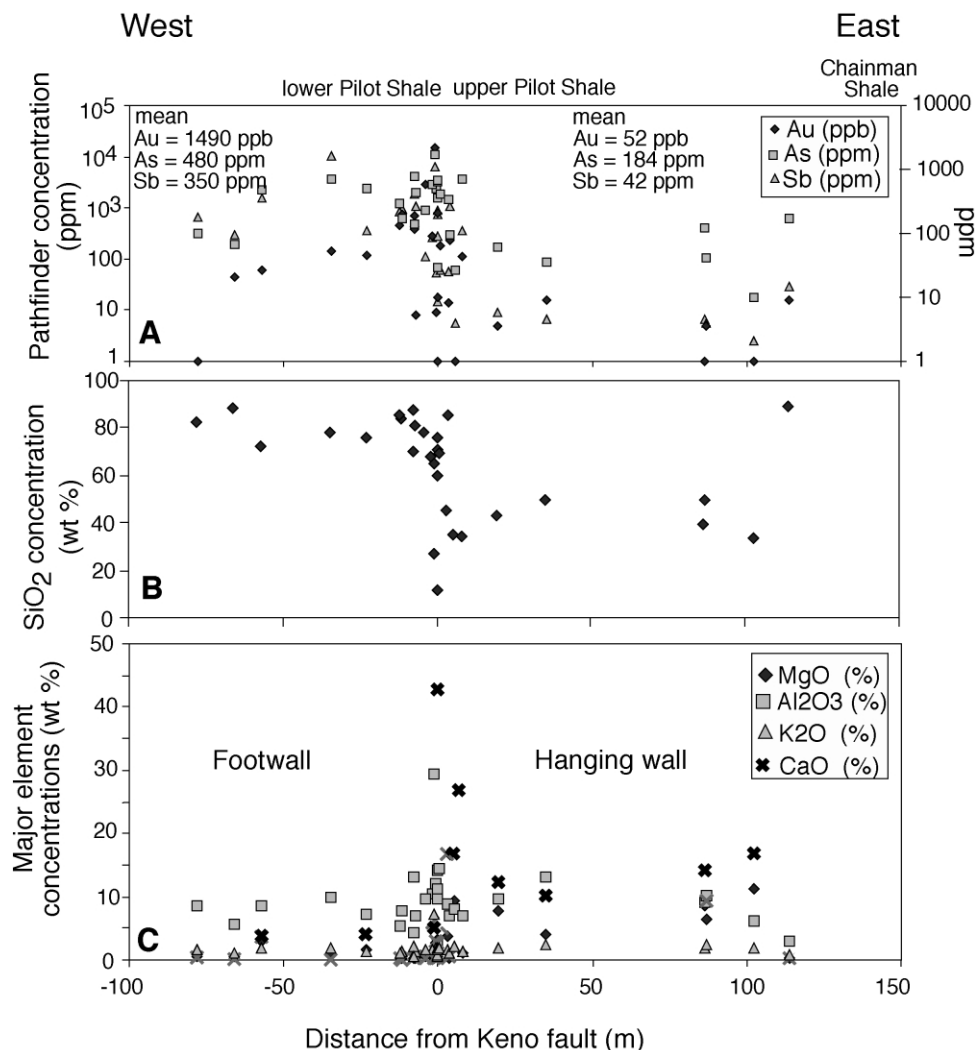 West
East
lower Pilot Shale
upper Pilot Shale
Chainman
Shale
Pathfinder concentration
(ppm)
10^5
10^4
10^3
100
10
1
mean
Au = 1490 ppb
As = 480 ppm
Sb = 350 ppm
mean
Au = 52 ppb
As = 184 ppm
Sb = 42 ppm
Au (ppb)
As (ppm)
Sb (ppm)
10000
1000
100
10
1
ppm
A
SiO2 concentration
(wt %)
100
80
60
40
20
0
B
Major element
concentrations (wt %)
50
40
30
20
10
0
Footwall
Hanging wall
MgO (%)
Al2O3 (%)
K2O (%)
CaO (%)
C
-100
-50
0
50
100
150
Distance from Keno fault (m)